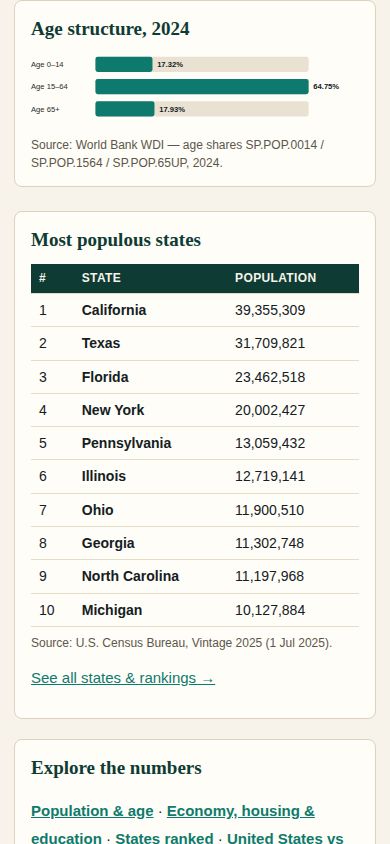 Age structure, 2024
Age 0–14 17.32%
Age 15–64 64.75%
Age 65+ 17.93%
Source: World Bank WDI — age shares SP.POP.0014 /
SP.POP.1564 / SP.POP.65UP, 2024.
Most populous states
# STATE POPULATION
1 California 39,355,309
2 Texas 31,709,821
3 Florida 23,462,518
4 New York 20,002,427
5 Pennsylvania 13,059,432
6 Illinois 12,719,141
7 Ohio 11,900,510
8 Georgia 11,302,748
9 North Carolina 11,197,968
10 Michigan 10,127,884
Source: U.S. Census Bureau, Vintage 2025 (1 Jul 2025).
See all states & rankings →
Explore the numbers
Population & age · Economy, housing &
education · States ranked · United States vs